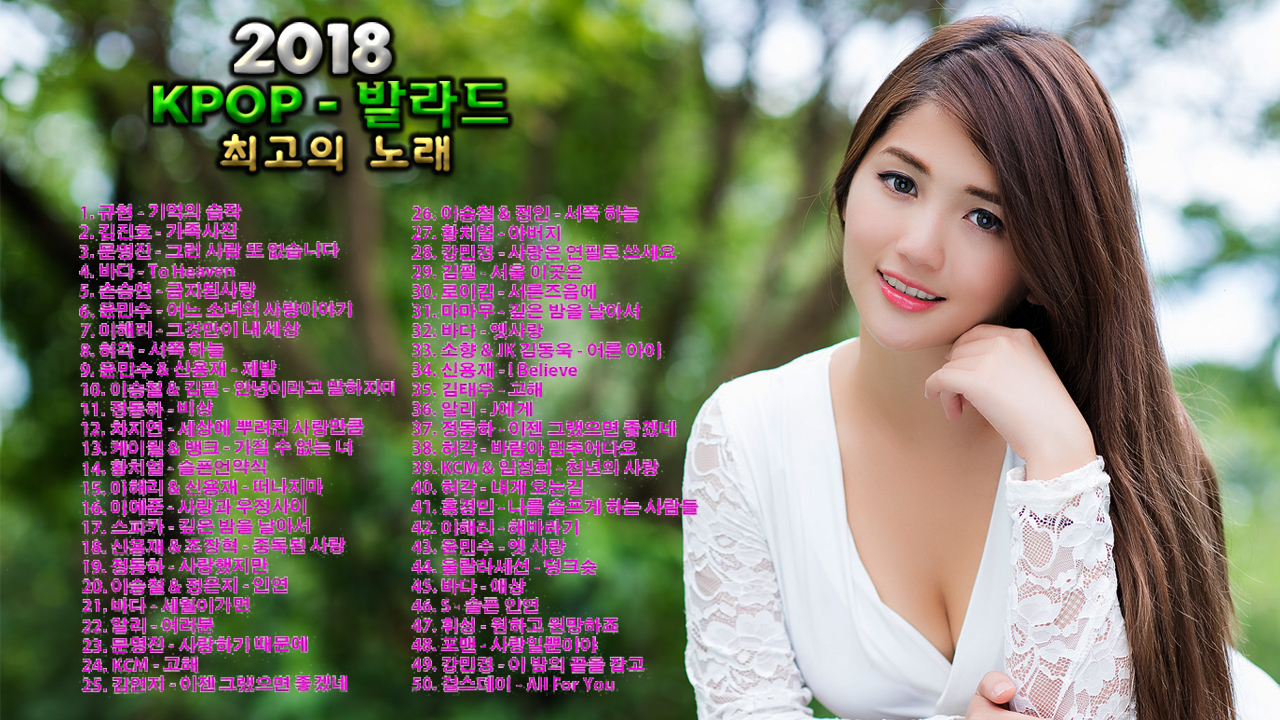 2018
KPOP - 발라드
최고의 노래
1. 규현 - 기억의 습작
2. 김진호 - 가족사진
3. 문명진 - 그런 사람 또 없습니다
4. 바다 - To Heaven
5. 손승연 - 금지된사랑
6. 윤민수 - 어느 소녀의 사랑이야기
7. 이해리 - 그것만이 내 세상
8. 허각 - 서쪽 하늘
9. 윤민수 & 신용재 - 제발
10. 이승철 & 김필 - 안녕이라고 말하지마
11. 정동하 - 비상
12. 차지연 - 세상에 뿌려진 사랑만큼
13. 케이윌 & 뱅크 - 가질 수 없는 너
14. 황치열 - 슬픈언약식
15. 이해리 & 신용재 - 떠나지마
16. 이예준 - 사랑과 우정사이
17. 스피카 - 깊은 밤을 날아서
18. 신용재 & 조장혁 - 중독된 사랑
19. 정동하 - 사랑했지만
20. 이승철 & 정은지 - 인연
21. 바다 - 세월이가면
22. 알리 - 어러분
23. 문명진 - 사랑하기 때문에
24. KCM - 고해
25. 김연지 - 이젠 그랬으면 좋겠네
26. 이승철 & 천인 - 서쪽 하늘
27. 황치열 - 아버지
28. 강민경 - 사랑은 연필로 쓰세요
29. 김필 - 서울 이곳은
30. 로이킴 - 서른즈음에
31. 마마무 - 깊은 밤을 날아서
32. 바다 - 옛사랑
33. 소향 & JK 김동욱 - 어른 아이
34. 신용재 - I Believe
35. 김태우 - 고해
36. 알리 - J에게
37. 정동하 - 이젠 그랬으면 좋겠네
38. 허각 - 바람아 멈추어다오
39. KCM & 임정희 - 천년의 사랑
40. 허각 - 내게 오는길
41. 홍경민 - 나를 슬프게 하는 사람들
42. 이해리 - 해바라기
43. 윤민수 - 옛 사랑
44. 울랄라세션 - 덩크슛
45. 바다 - 애상
46. S - 슬픈 인연
47. 휘성 - 원하고 원망하죠
48. 포맨 - 사랑일뿐이야
49. 강민경 - 이 밤의 끝을 잡고
50. 걸스데이 - All For You